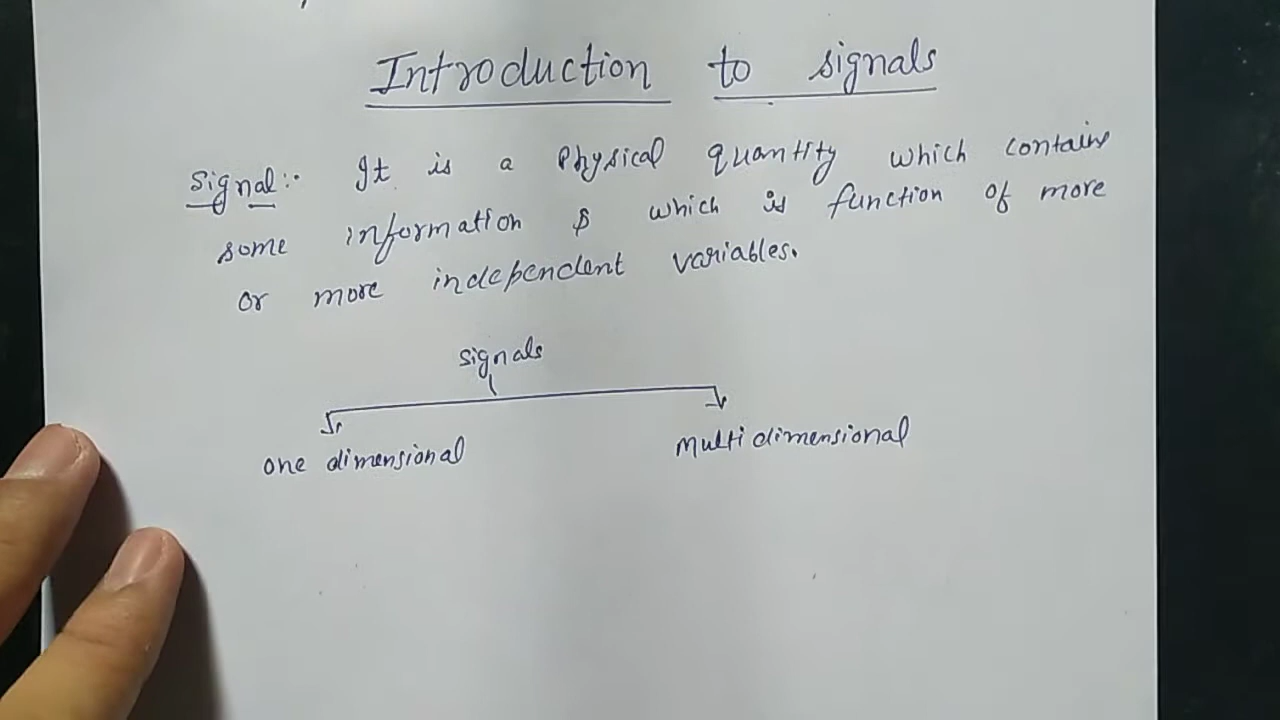 Introduction to signals
Signal:- It is a Physical quantity which contains
some information & which is function of more
or more independent variables.
signals
one dimensional
multi dimensional